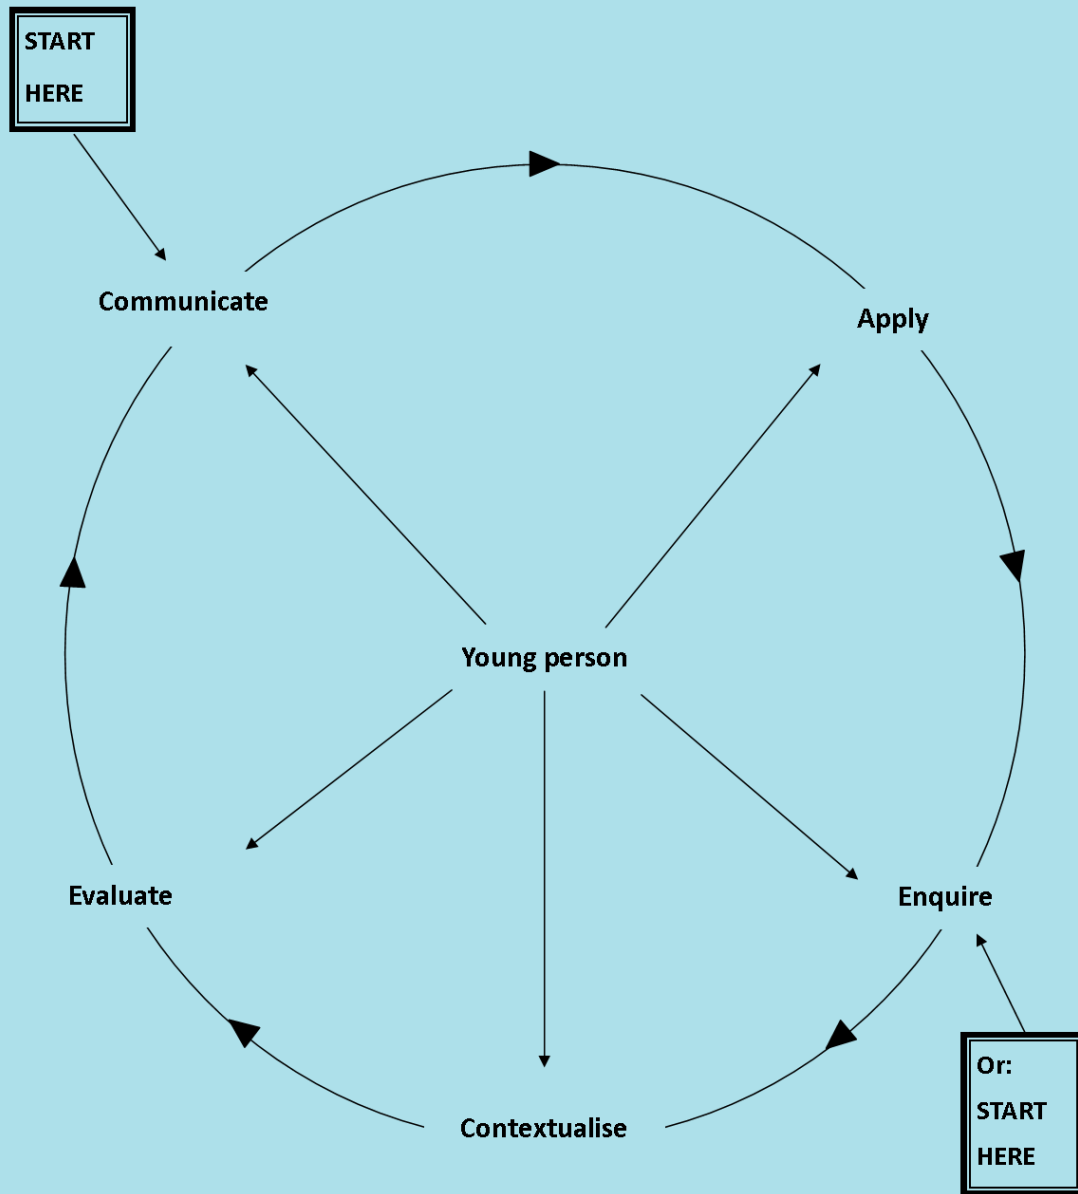 START
HERE
Communicate
Apply
Young person
Evaluate
Enquire
Contextualise
Or:
START
HERE